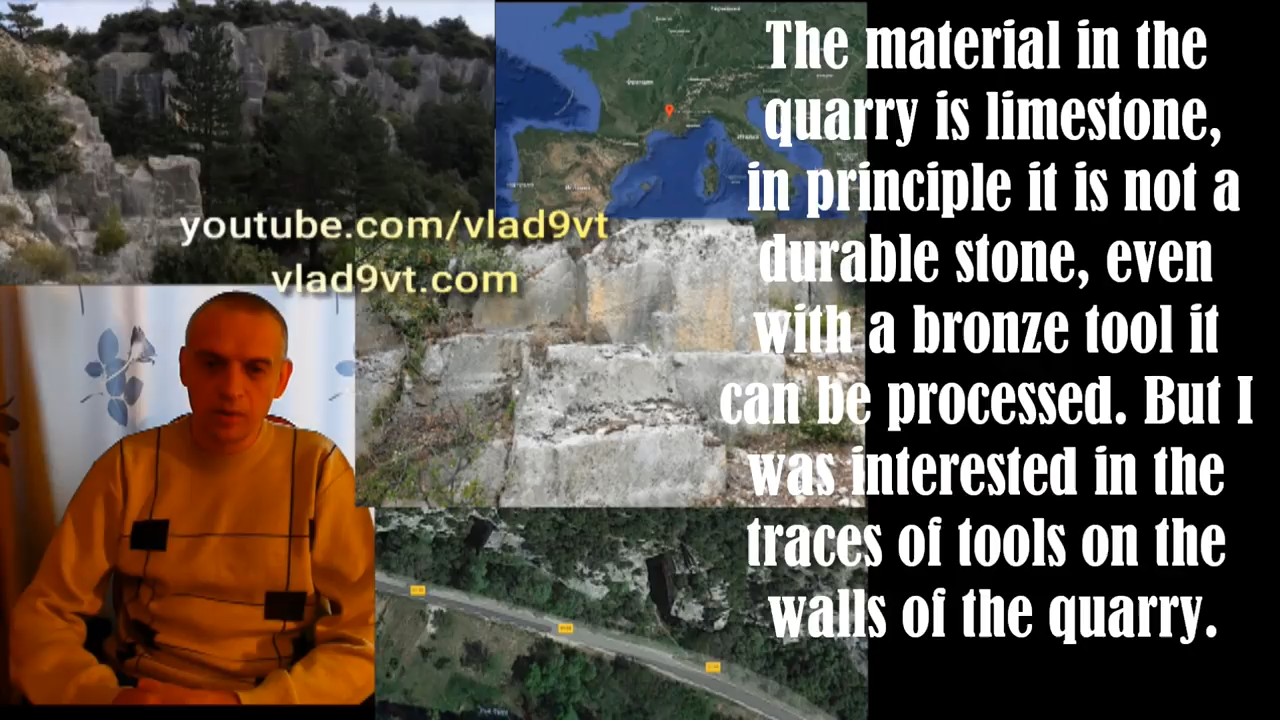 The material in the
quarry is limestone,
in principle it is not a
durable stone, even
with a bronze tool it
can be processed. But I
was interested in the
traces of tools on the
walls of the quarry.
youtube.com/vlad9vt
vlad9vt.com